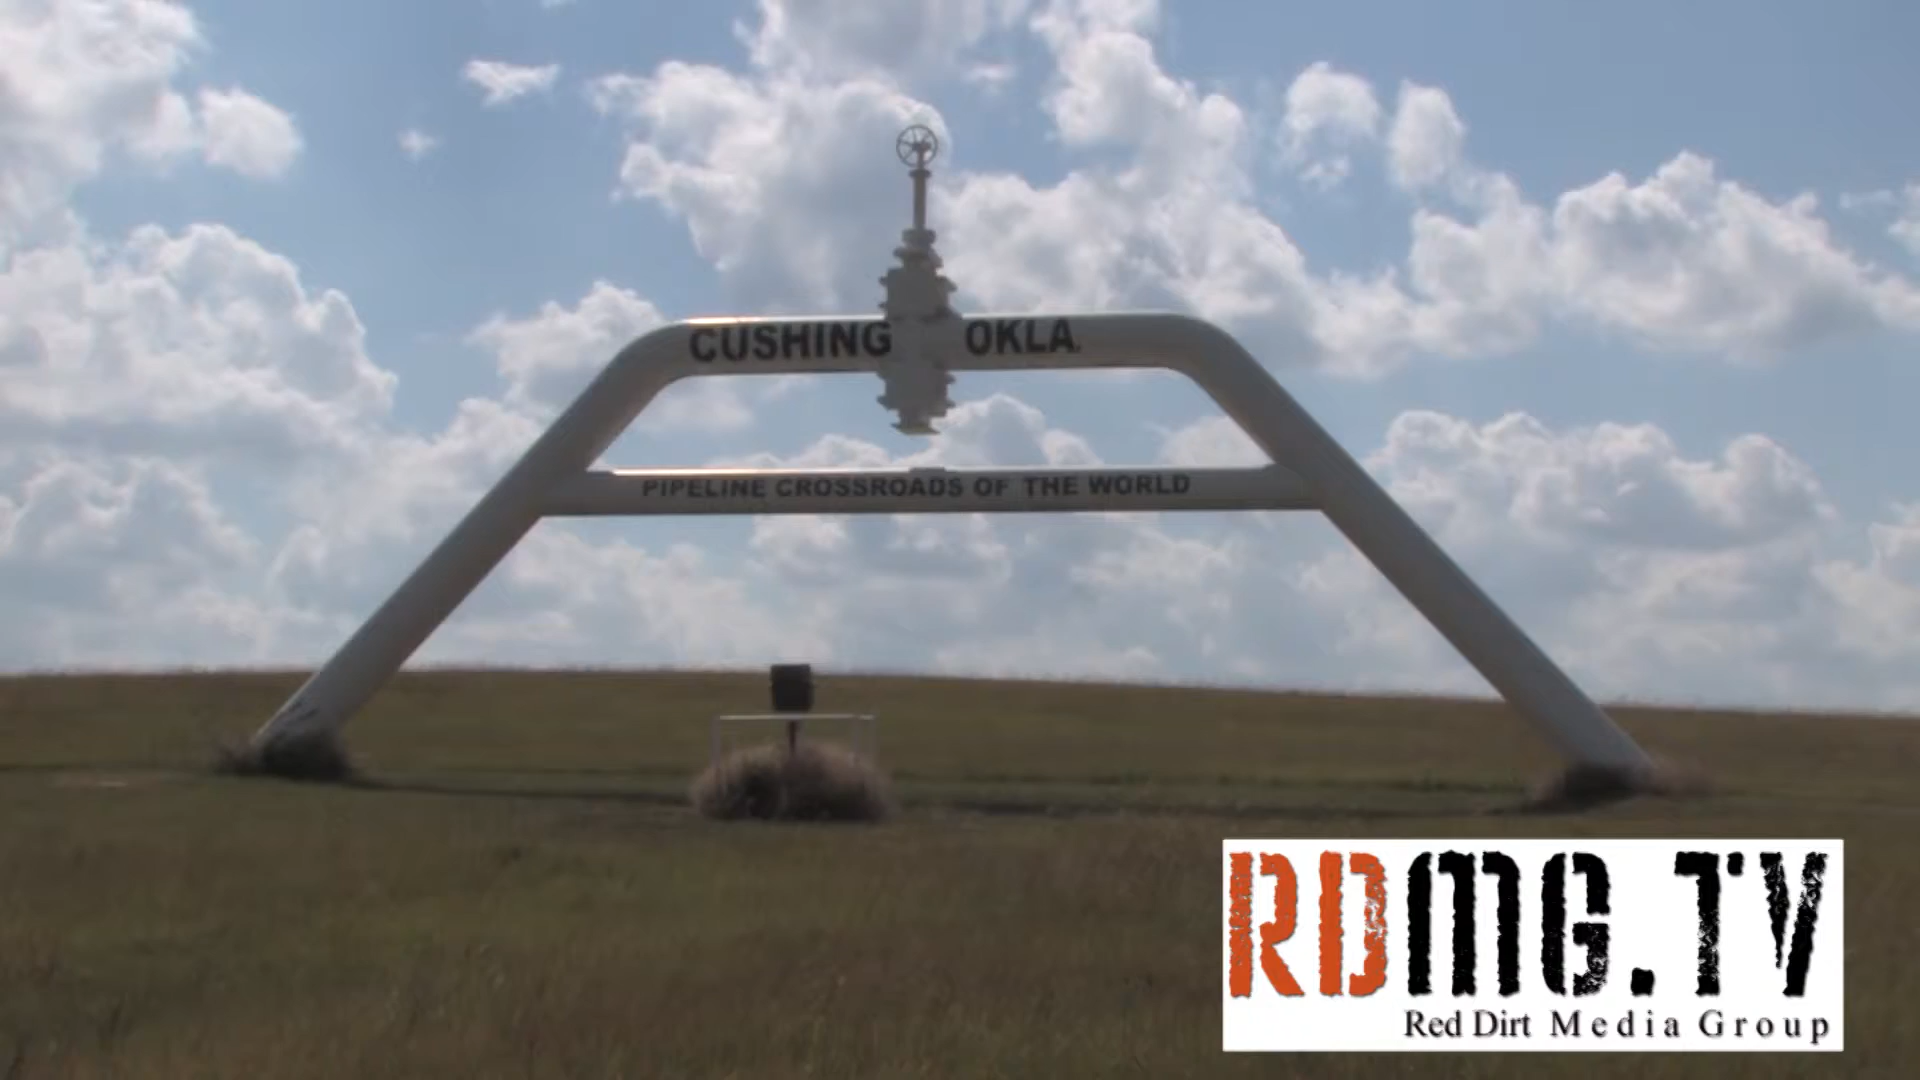 CUSHING OKLA.
PIPELINE CROSSROADS OF THE WORLD
RDMG.TV
Red Dirt Media Group